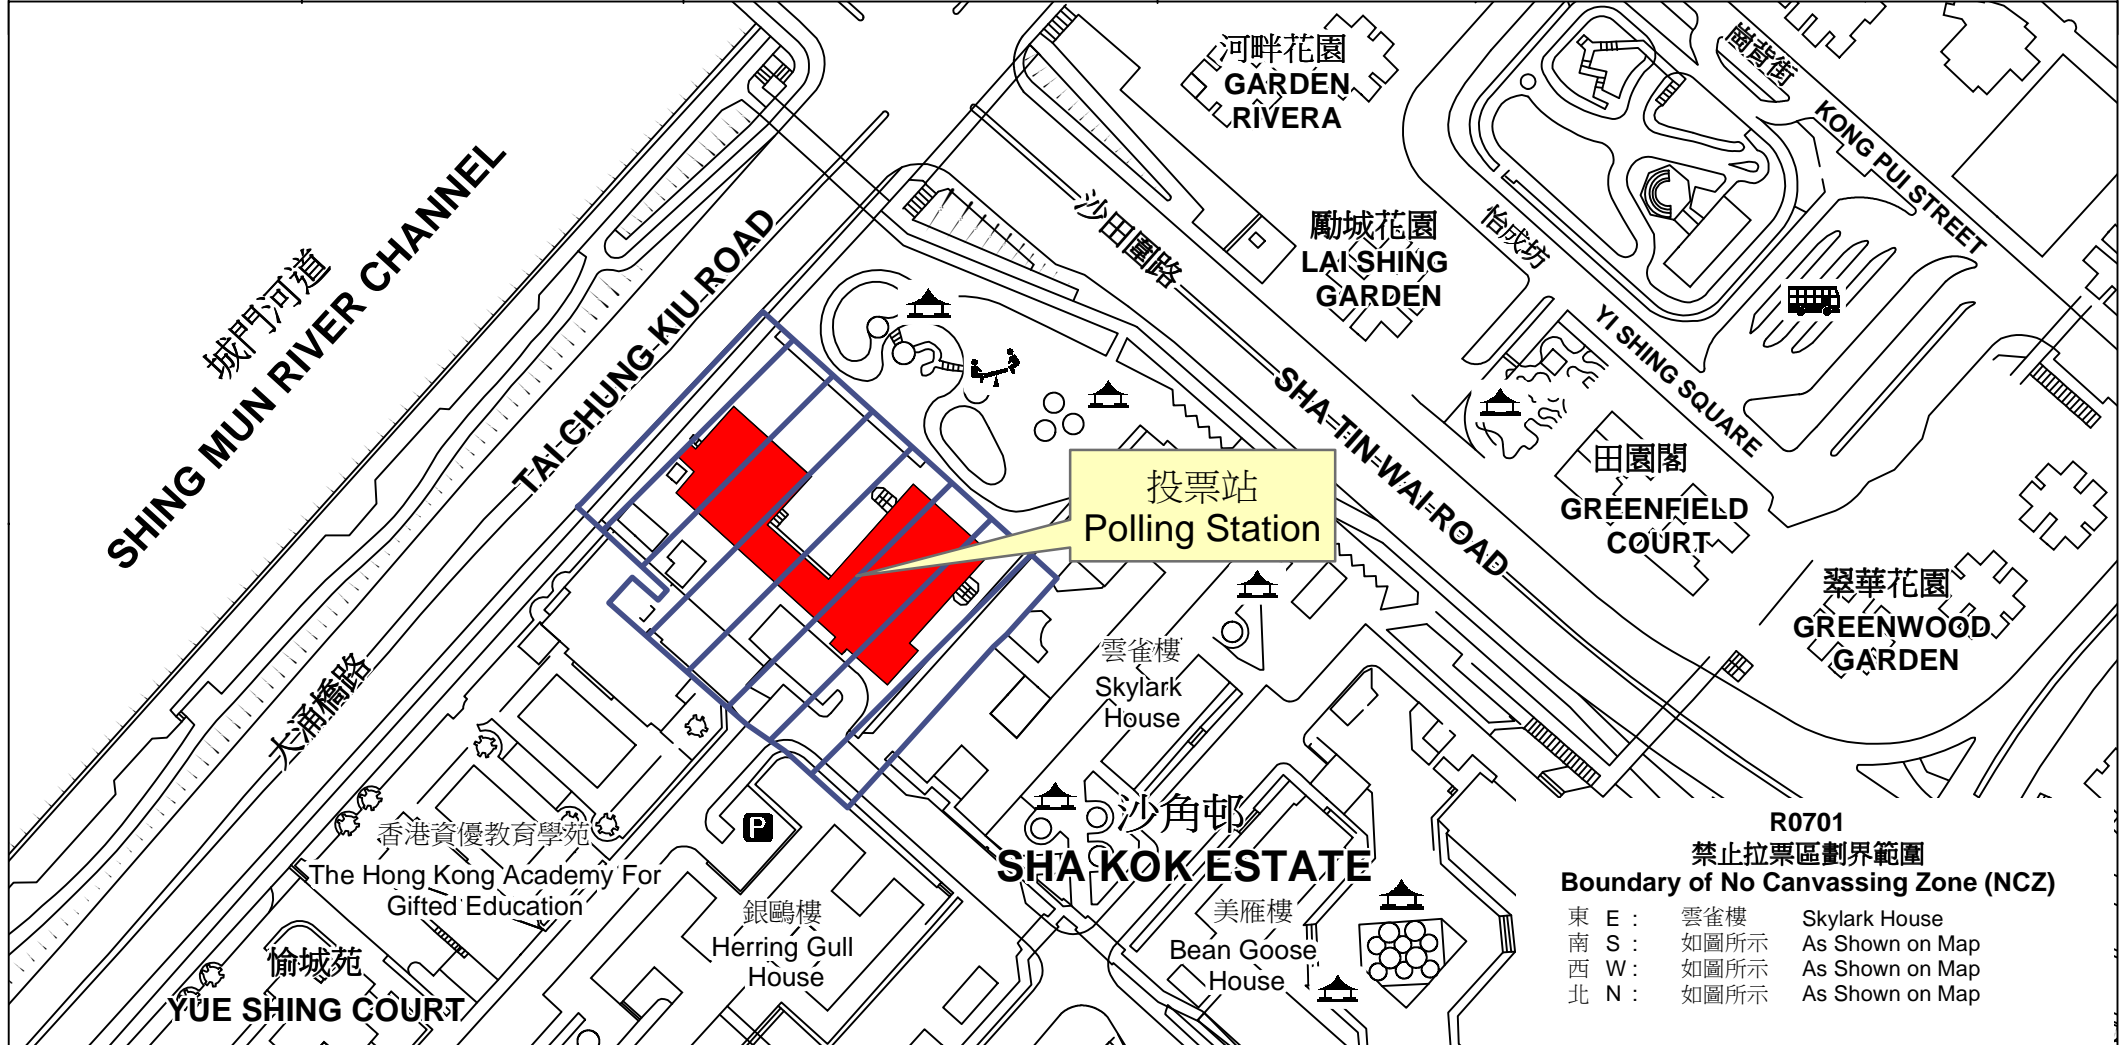 河畔花園
GARDEN
RIVERA
崗背街
KONG PUI STREET
城門河道
SHING MUN RIVER CHANNEL
TAI CHUNG KIU ROAD
大涌橋路
沙田圍路
SHA TIN WAI ROAD
勵城花園
LAI SHING
GARDEN
怡成坊
YI SHING SQUARE
田園閣
GREENFIELD
COURT
翠華花園
GREENWOOD
GARDEN
投票站
Polling Station
雲雀樓
Skylark
House
沙角邨
SHA KOK ESTATE
P
香港資優教育學苑
The Hong Kong Academy For
Gifted Education
銀鷗樓
Herring Gull
House
美雁樓
Bean Goose
House
愉城苑
YUE SHING COURT
R0701
禁止拉票區劃界範圍
Boundary of No Canvassing Zone (NCZ)
東 E : 雲雀樓 Skylark House
南 S : 如圖所示 As Shown on Map
西 W : 如圖所示 As Shown on Map
北 N : 如圖所示 As Shown on Map